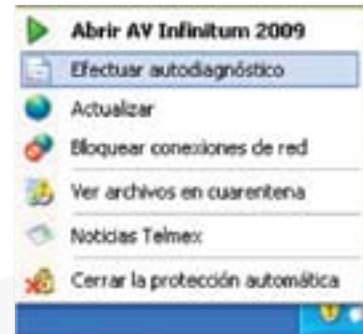 Abrir AV Infinitum 2009
Efectuar autodiagnóstico
Actualizar
Bloquear conexiones de red
Ver archivos en cuarentena
Noticias Telmex
Cerrar la protección automática